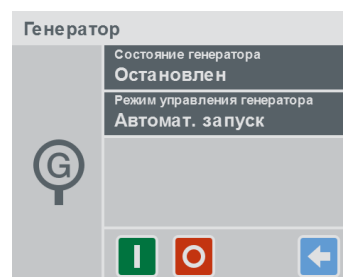 Генератор
Состояние генератора
Остановлен
Режим управления генератора
Автомат. запуск
G